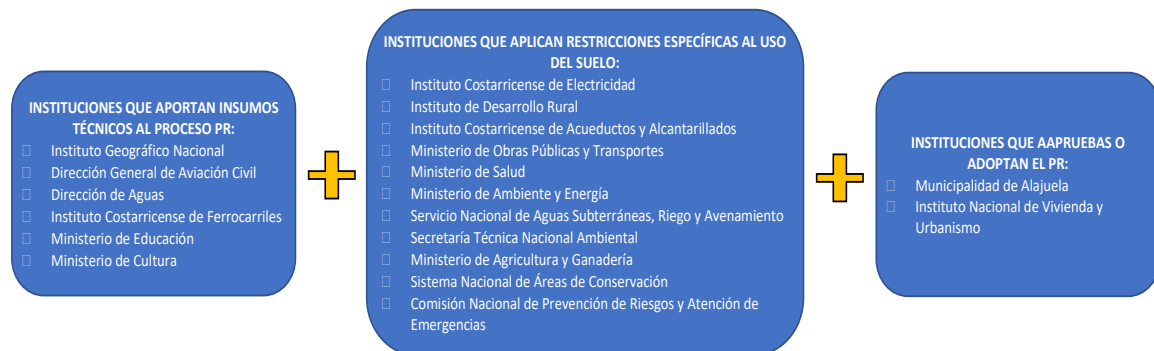 INSTITUCIONES QUE APORTAN INSUMOS
TÉCNICOS AL PROCESO PR:
Instituto Geográfico Nacional
Dirección General de Aviación Civil
Dirección de Aguas
Instituto Costarricense de Ferrocarriles
Ministerio de Educación
Ministerio de Cultura
INSTITUCIONES QUE APLICAN RESTRICCIONES ESPECÍFICAS AL USO
DEL SUELO:
Instituto Costarricense de Electricidad
Instituto de Desarrollo Rural
Instituto Costarricense de Acueductos y Alcantarillados
Ministerio de Obras Públicas y Transportes
Ministerio de Salud
Ministerio de Ambiente y Energía
Servicio Nacional de Aguas Subterráneas, Riego y Avenamiento
Secretaría Técnica Nacional Ambiental
Ministerio de Agricultura y Ganadería
Sistema Nacional de Áreas de Conservación
Comisión Nacional de Prevención de Riesgos y Atención de
Emergencias
INSTITUCIONES QUE AAPRUEBAS O
ADOPTAN EL PR:
Municipalidad de Alajuela
Instituto Nacional de Vivienda y
Urbanismo